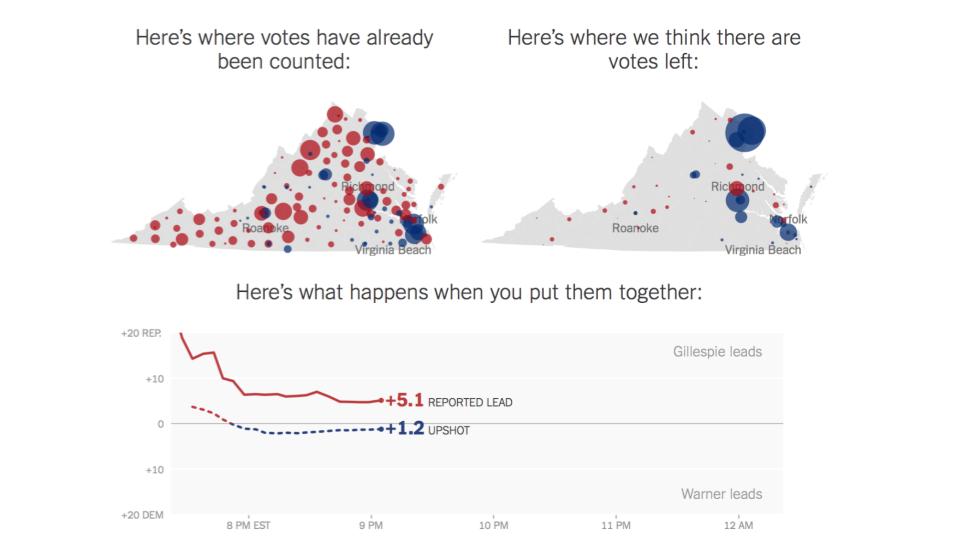 Here's where votes have already
been counted:
Here's where we think there are
votes left:
Richmond
Roanoke
Virginia Beach
Richmond
Norfolk
Roanoke
Virginia Beach
Here's what happens when you put them together:
+20 REP.
Gillespie leads
+10
+5.1 REPORTED LEAD
0
+1.2 UPSHOT
+10
Warner leads
+20 DEM
8 PM EST
9 PM
10 PM
11 PM
12 AM